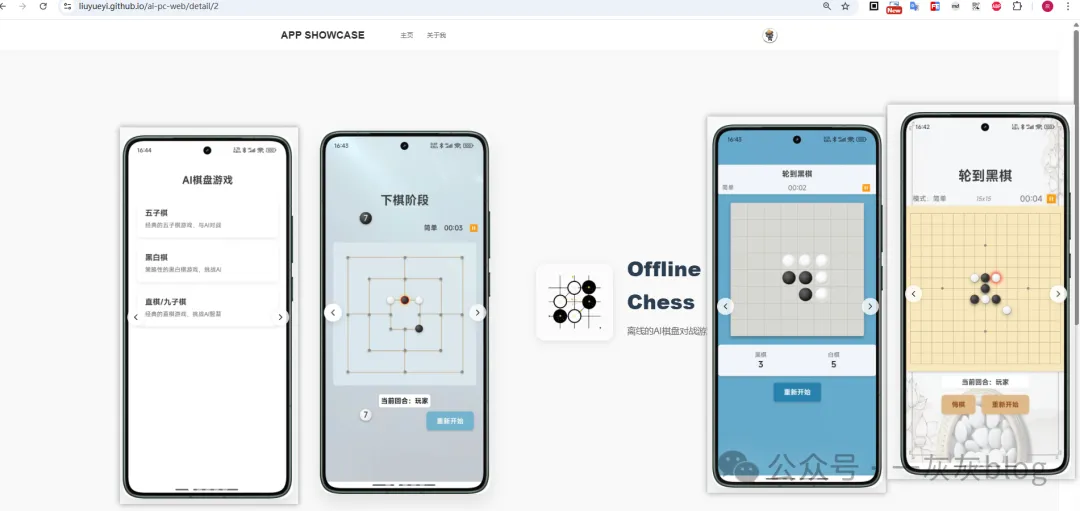 liuyueyi.github.io/ai-pc-web/detail/2
New
APP SHOWCASE
主页
关于我
16:44
AI棋盘游戏
五子棋
经典的五子棋游戏，与AI对战
黑白棋
策略性的黑白棋游戏，挑战AI
直棋/九子棋
经典的直棋游戏，挑战AI智慧
16:43
下棋阶段
7
简单 00:03
当前回合：玩家
7
重新开始
Offline
Chess
离线的AI棋盘对战游
16:43
轮到黑棋
简单 00:02
黑棋 白棋
3 5
重新开始
16:42
轮到黑棋
模式：简单 15x15 00:04
当前回合：玩家
悔棋 重新开始
公众号 · 一灰灰blog